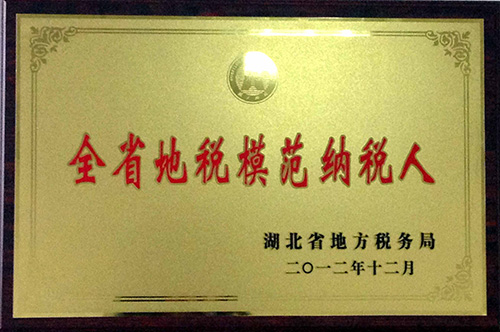 全省地税模范纳税人
湖北省地方税务局
二〇一二年十二月